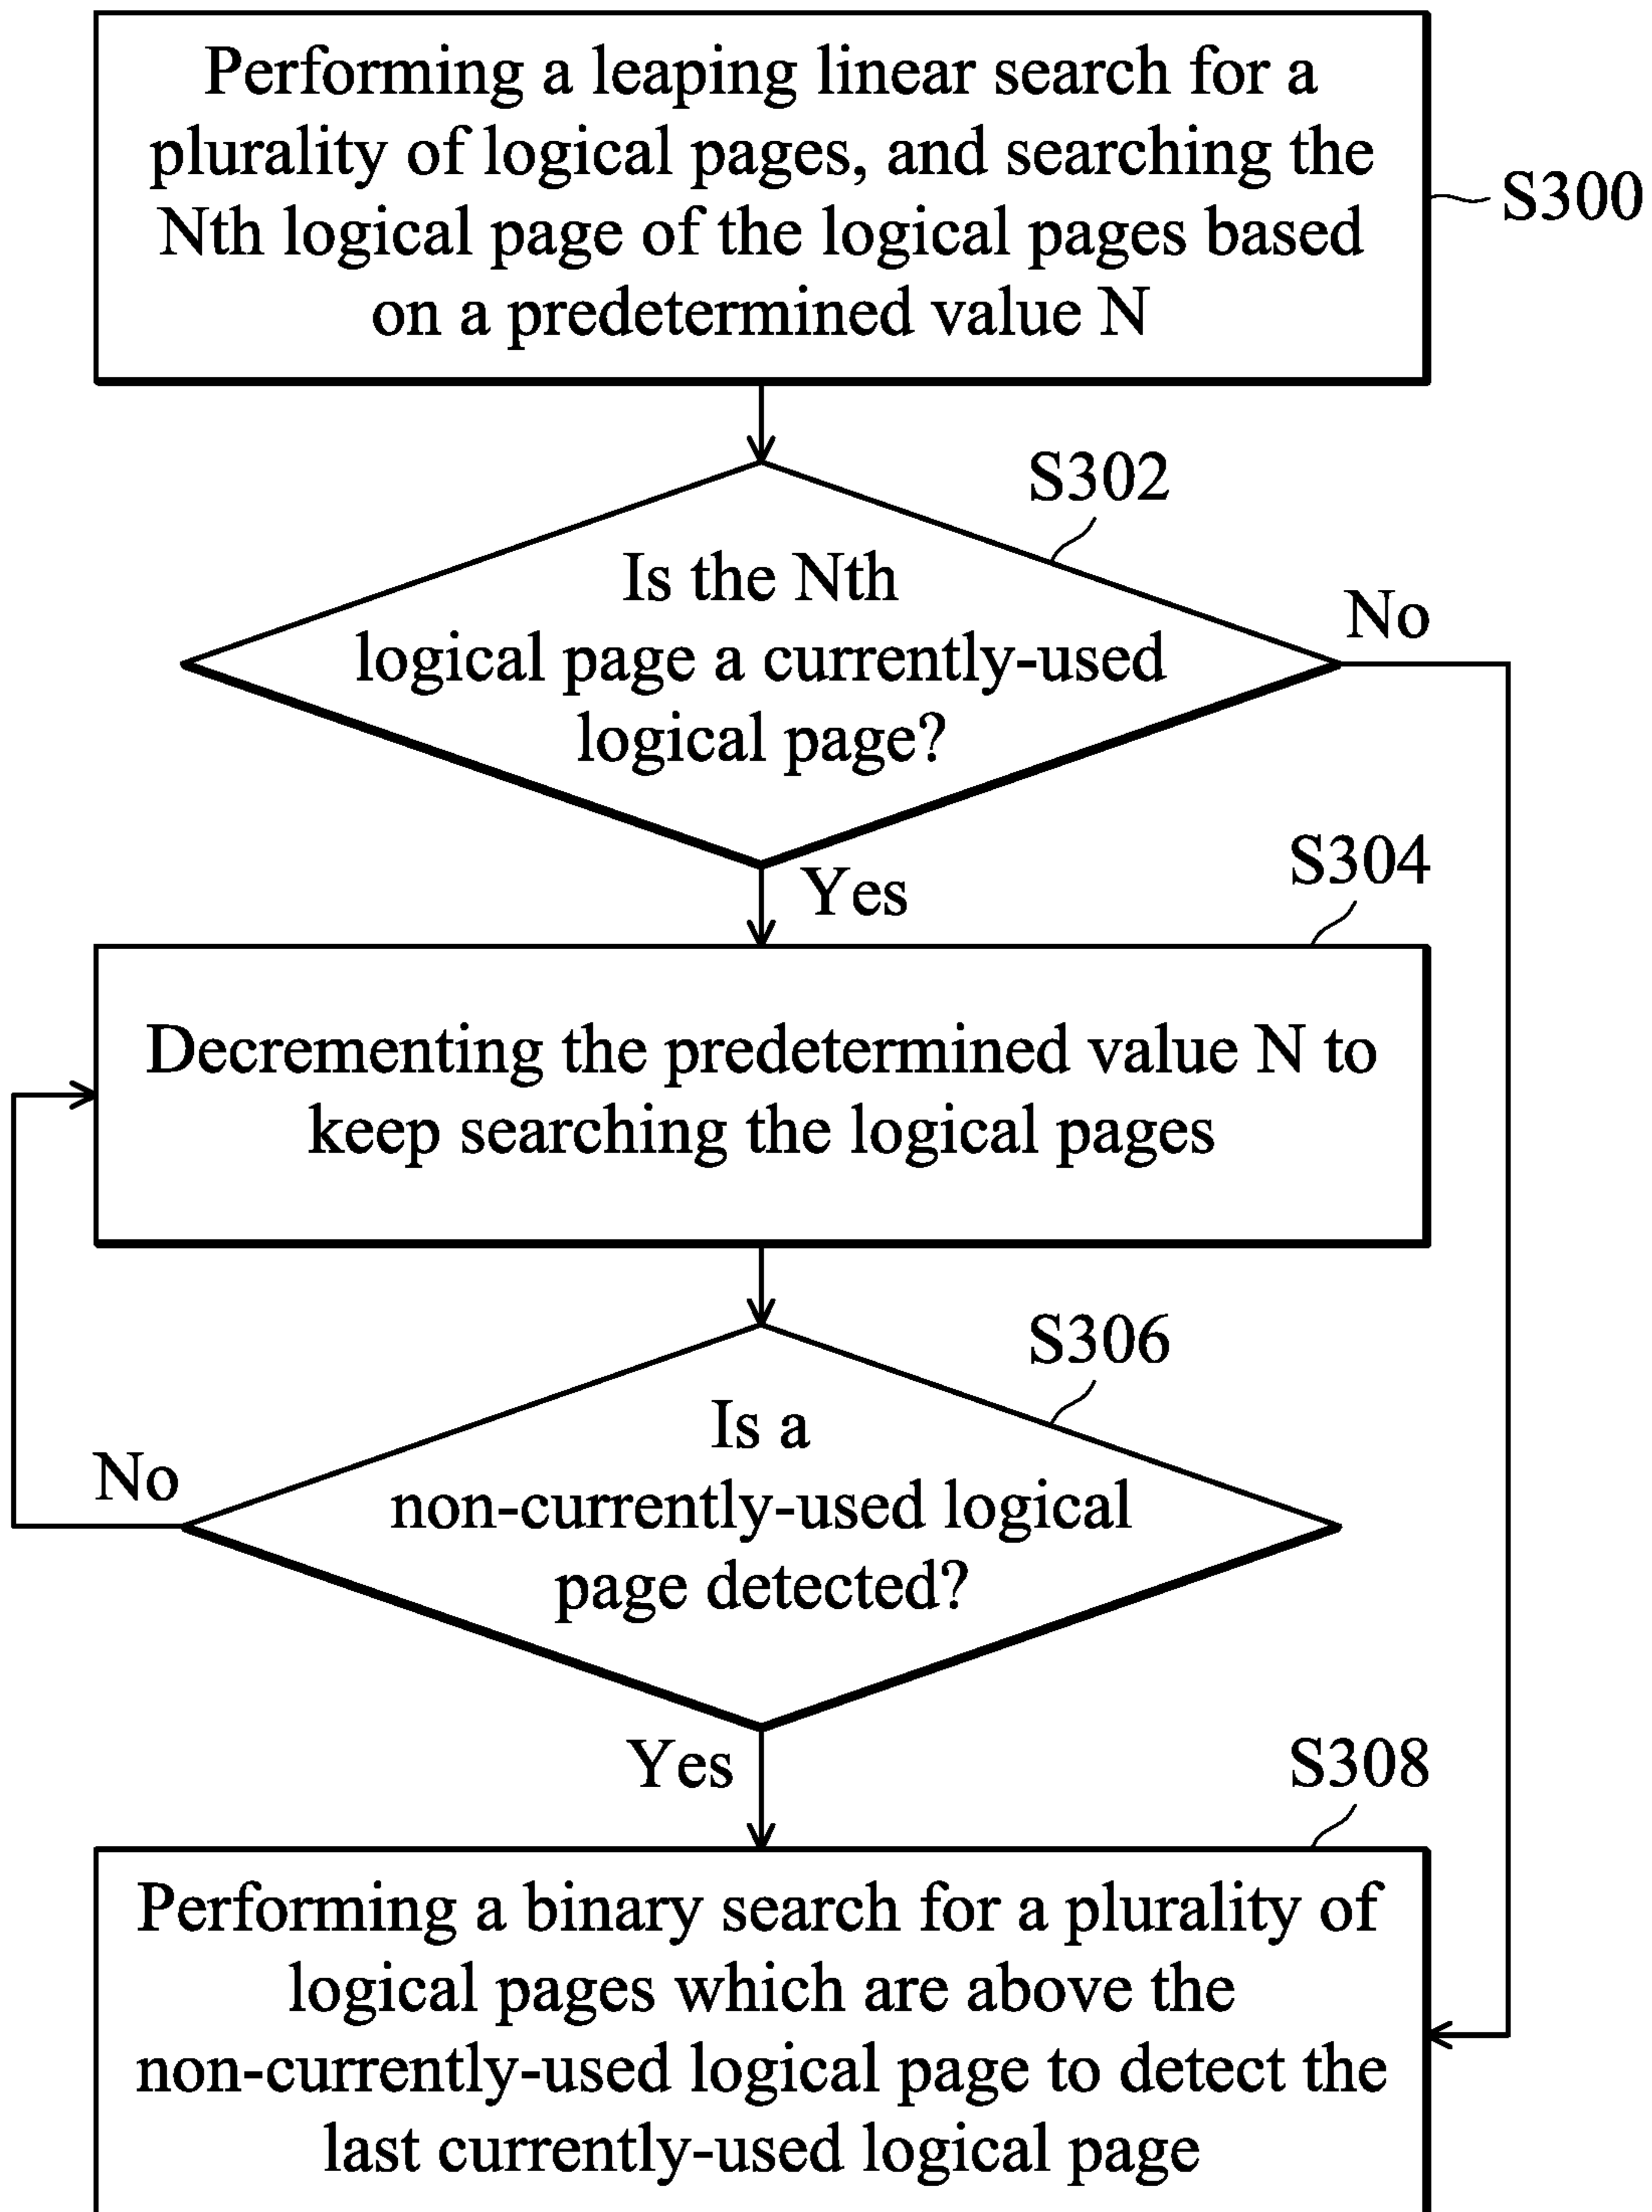 Performing a leaping linear search for a
plurality of logical pages, and searching the
Nth logical page of the logical pages based
on a predetermined value N
S300
S302
Is the Nth
logical page a currently-used
logical page?
No
Yes
S304
Decrementing the predetermined value N to
keep searching the logical pages
S306
Is a
non-currently-used logical
page detected?
No
Yes
S308
Performing a binary search for a plurality of
logical pages which are above the
non-currently-used logical page to detect the
last currently-used logical page